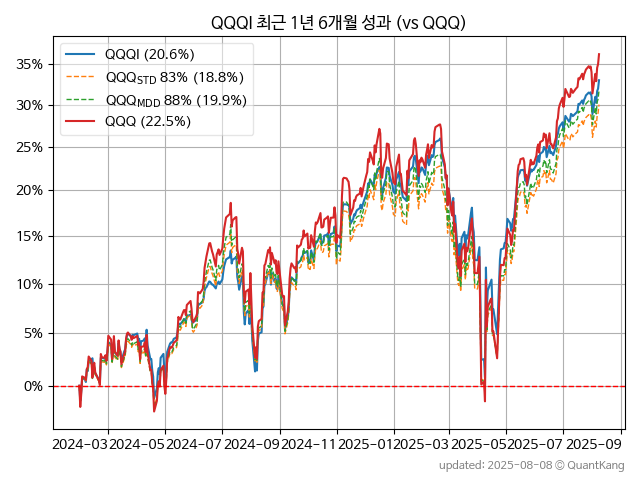 QQQI 최근 1년 6개월 성과 (vs QQQ)
QQQI (20.6%)
QQQSTD 83% (18.8%)
QQQMDD 88% (19.9%)
QQQ (22.5%)
35%
30%
25%
20%
15%
10%
5%
0%
2024-03 2024-05 2024-07 2024-09 2024-11 2025-01 2025-03 2025-05 2025-07 2025-09
updated: 2025-08-08 © QuantKang